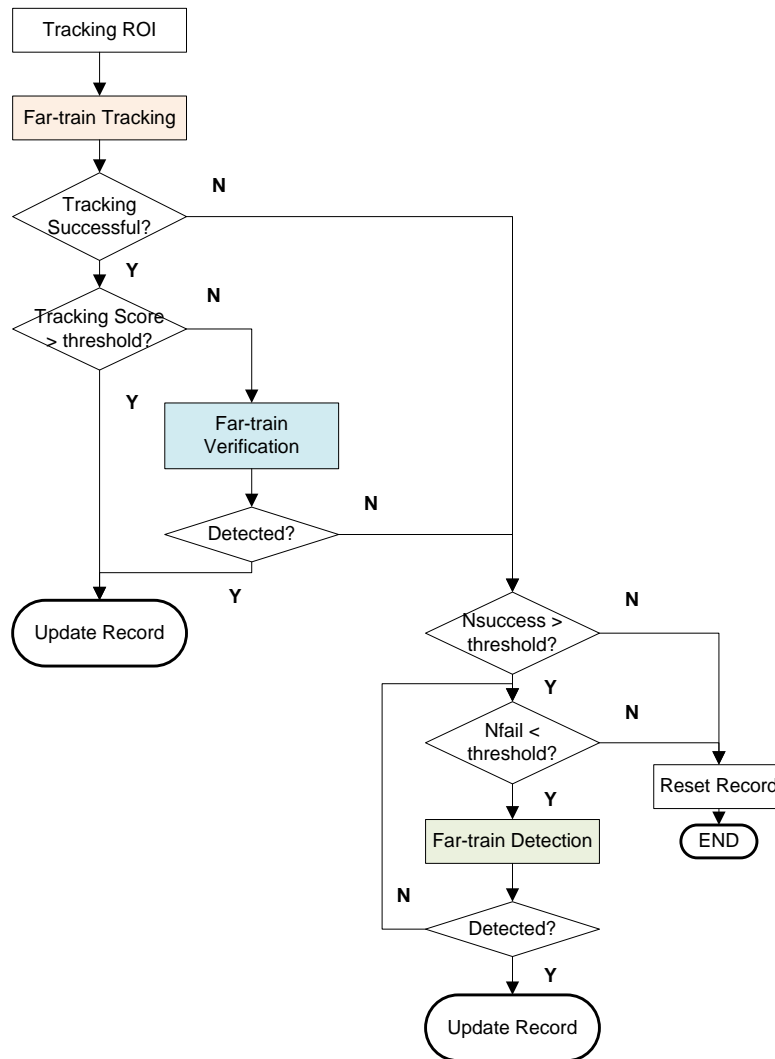 Tracking ROI
Far-train Tracking
N
Tracking
Successful?
Y
N
Tracking Score
> threshold?
Y
Far-train
Verification
N
Detected?
Y
Update Record
N
Nsuccess >
threshold?
Y
N
Nfail <
threshold?
Reset Record
Y
Far-train Detection
END
N
Detected?
Y
Update Record